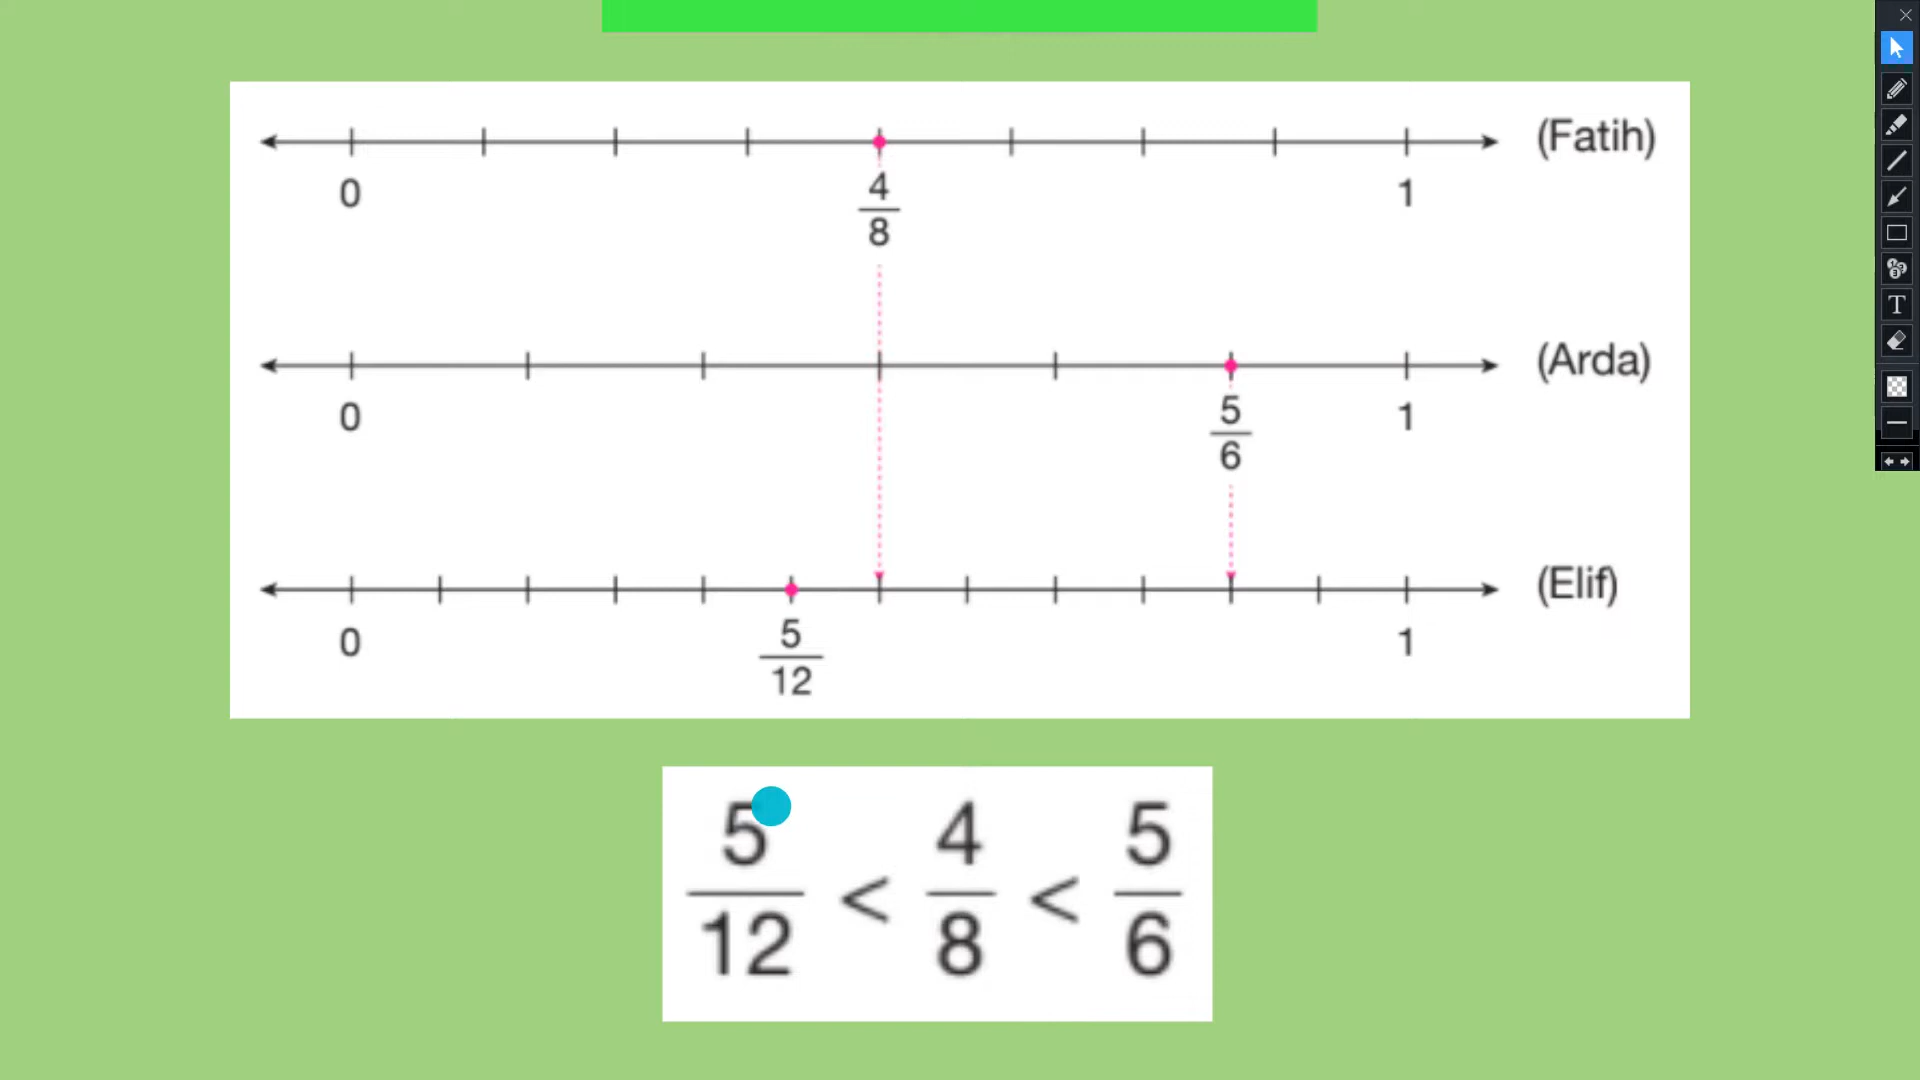 (Fatih)
0 4/8 1
(Arda)
0 5/6 1
(Elif)
0 5/12 1
5/12 < 4/8 < 5/6
T